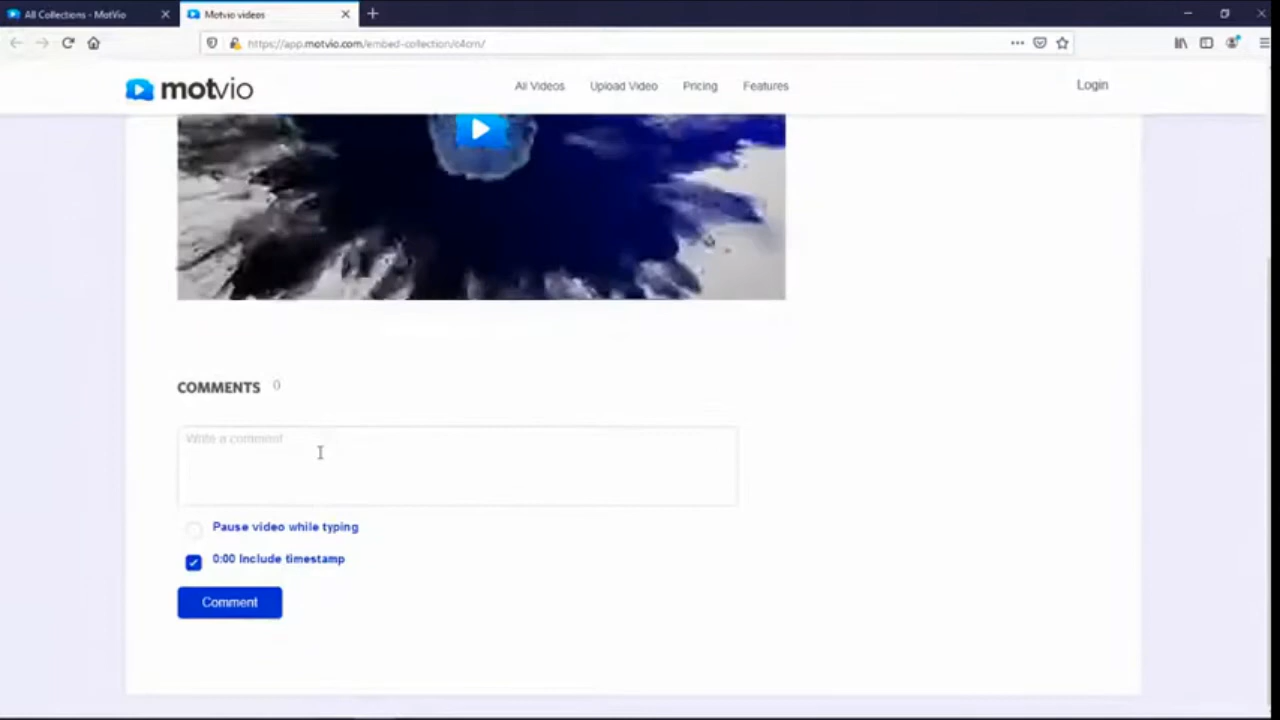 All Collections - MotVio
Motvio videos
https://app.motvio.com/embed-collection/c4crn/
motvio
All Videos
Upload Video
Pricing
Features
Login
COMMENTS 0
Write a comment
Pause video while typing
0:00 Include timestamp
Comment